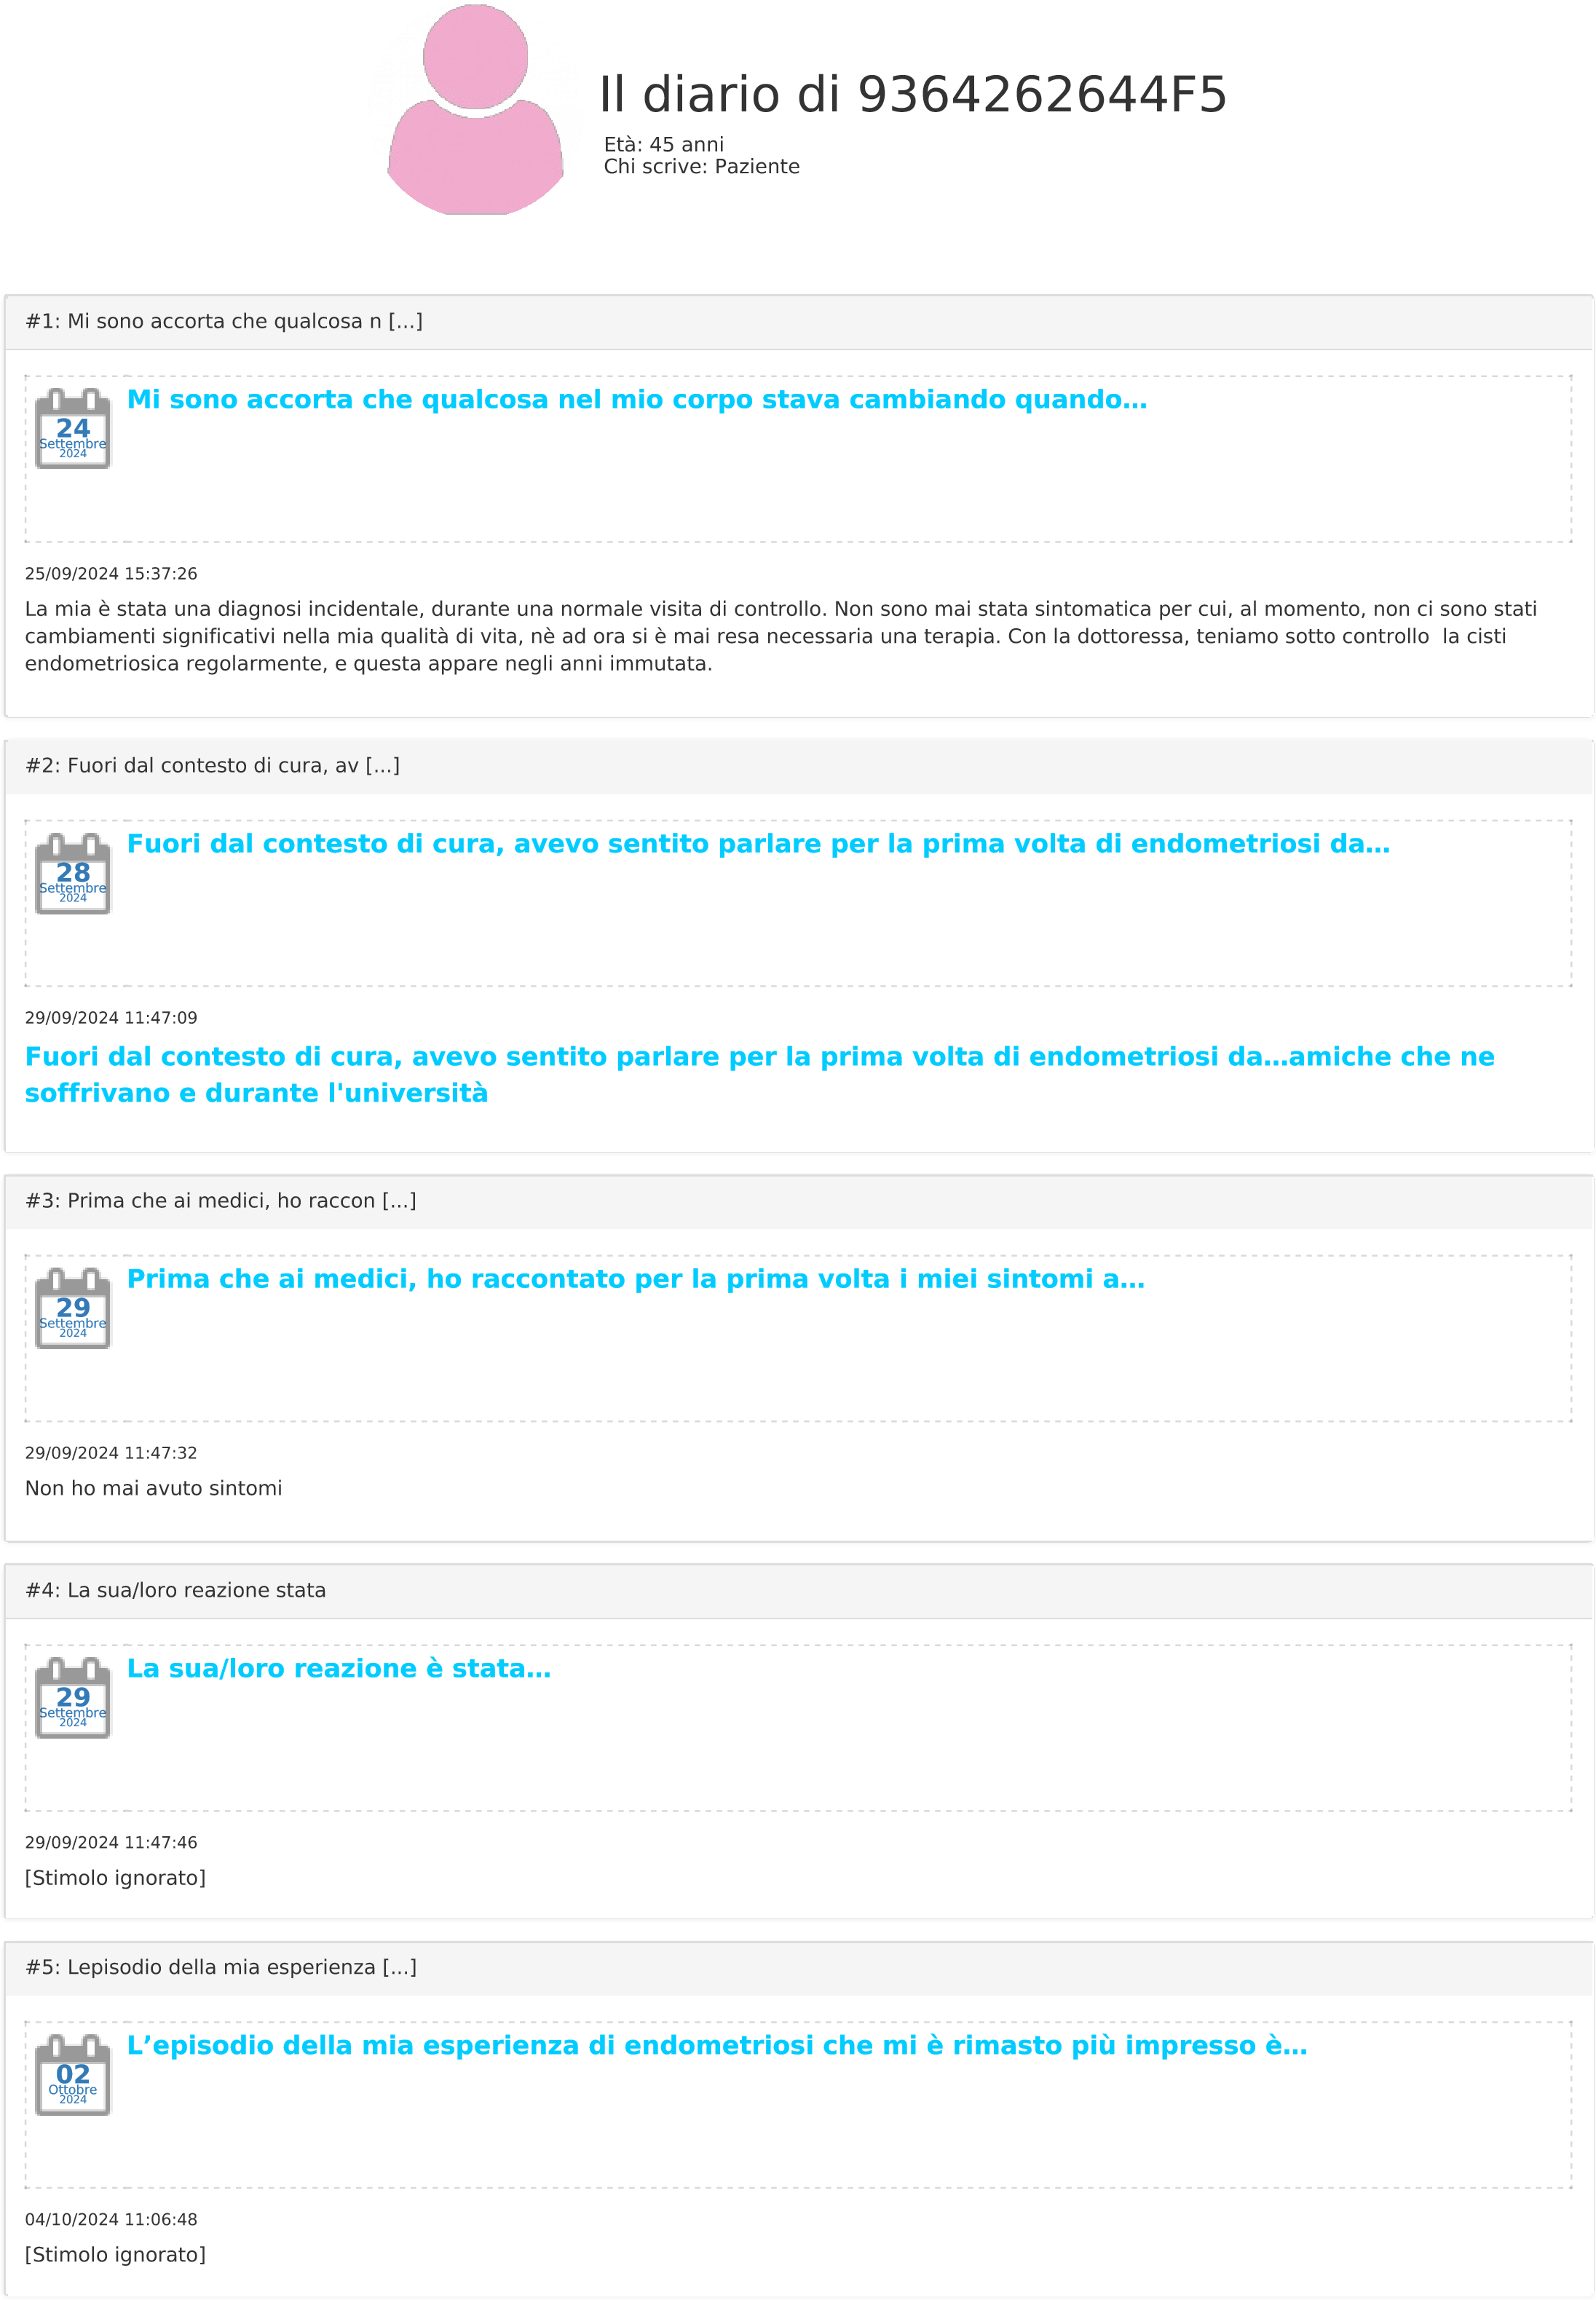 Il diario di 9364262644F5
Età: 45 anni
Chi scrive: Paziente
#1: Mi sono accorta che qualcosa n [...]
24
Settembre
2024
Mi sono accorta che qualcosa nel mio corpo stava cambiando quando…
25/09/2024 15:37:26
La mia è stata una diagnosi incidentale, durante una normale visita di controllo. Non sono mai stata sintomatica per cui, al momento, non ci sono stati
cambiamenti significativi nella mia qualità di vita, nè ad ora si è mai resa necessaria una terapia. Con la dottoressa, teniamo sotto controllo  la cisti
endometriosica regolarmente, e questa appare negli anni immutata.
#2: Fuori dal contesto di cura, av [...]
28
Settembre
2024
Fuori dal contesto di cura, avevo sentito parlare per la prima volta di endometriosi da…
29/09/2024 11:47:09
Fuori dal contesto di cura, avevo sentito parlare per la prima volta di endometriosi da…amiche che ne
soffrivano e durante l'università
#3: Prima che ai medici, ho raccon [...]
29
Settembre
2024
Prima che ai medici, ho raccontato per la prima volta i miei sintomi a…
29/09/2024 11:47:32
Non ho mai avuto sintomi
#4: La sua/loro reazione stata
29
Settembre
2024
La sua/loro reazione è stata…
29/09/2024 11:47:46
[Stimolo ignorato]
#5: Lepisodio della mia esperienza [...]
02
Ottobre
2024
L’episodio della mia esperienza di endometriosi che mi è rimasto più impresso è…
04/10/2024 11:06:48
[Stimolo ignorato]